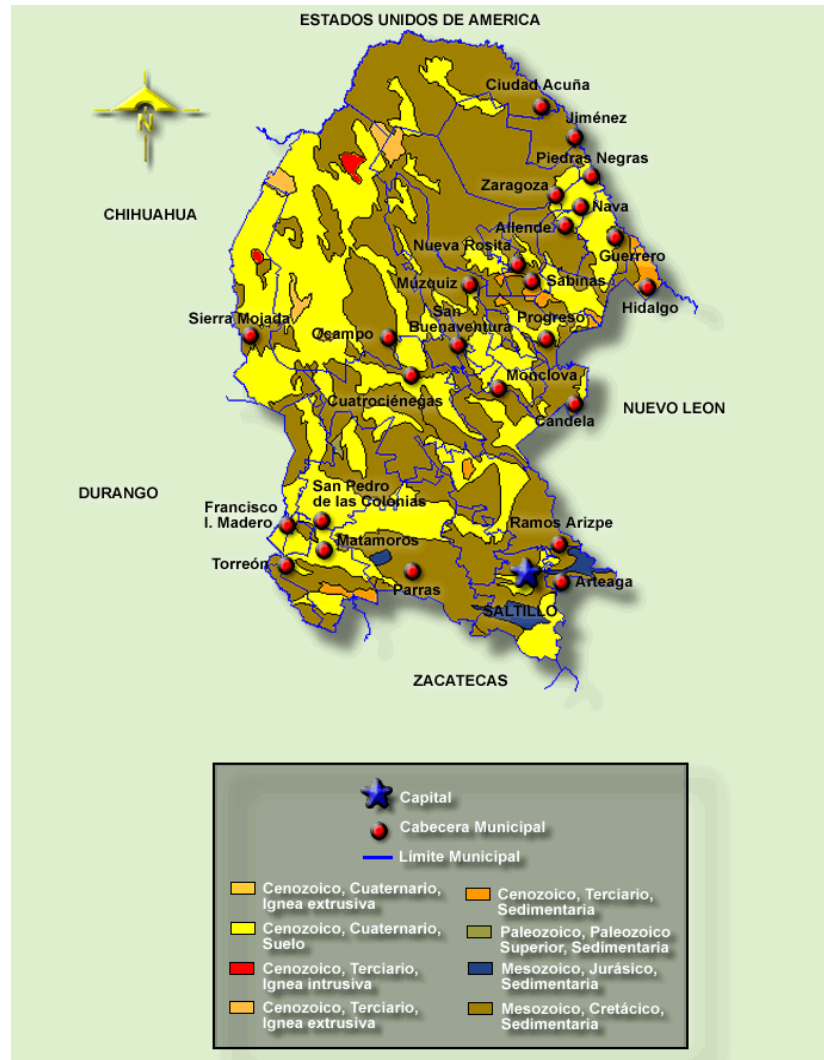 ESTADOS UNIDOS DE AMERICA
Ciudad Acuña
Jiménez
Piedras Negras
Zaragoza
N
Nava
CHIHUAHUA
Allende
Nueva Rosita
Guerrero
Múzquiz
Sabinas
Hidalgo
San
Buenaventura
Progreso
Sierra Mojada
Ocampo
Monclova
Cuatrociénegas
NUEVO LEON
Candela
San Pedro
de las Colonias
DURANGO
Francisco
I. Madero
Ramos Arizpe
Matamoros
Torreón
Parras
Arteaga
SALTILLO
ZACATECAS
Capital
Cabecera Municipal
Límite Municipal
Cenozoico, Cuaternario,
Ignea extrusiva
Cenozoico, Cuaternario,
Suelo
Cenozoico, Terciario,
Ignea intrusiva
Cenozoico, Terciario,
Ignea extrusiva
Cenozoico, Terciario,
Sedimentaria
Paleozoico, Paleozoico
Superior, Sedimentaria
Mesozoico, Jurásico,
Sedimentaria
Mesozoico, Cretácico,
Sedimentaria